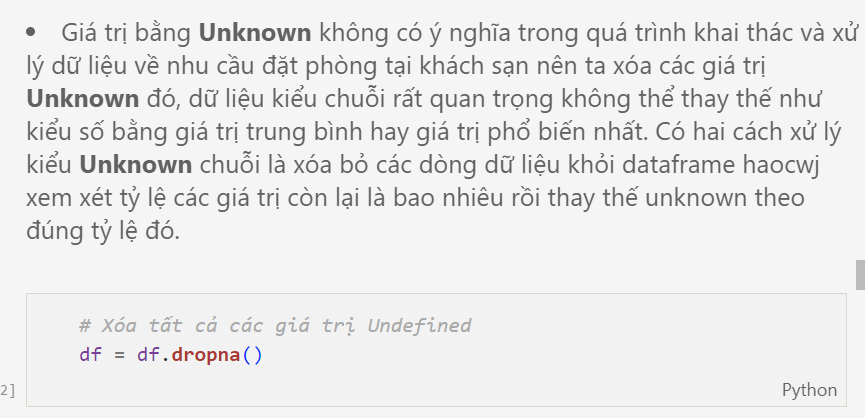 • Giá trị bằng Unknown không có ý nghĩa trong quá trình khai thác và xử
lý dữ liệu về nhu cầu đặt phòng tại khách sạn nên ta xóa các giá trị
Unknown đó, dữ liệu kiểu chuỗi rất quan trọng không thể thay thế như
kiểu số bằng giá trị trung bình hay giá trị phổ biến nhất. Có hai cách xử lý
kiểu Unknown chuỗi là xóa bỏ các dòng dữ liệu khỏi dataframe haocwj
xem xét tỷ lệ các giá trị còn lại là bao nhiêu rồi thay thế unknown theo
đúng tỷ lệ đó.
# Xóa tất cả các giá trị Undefined
df = df.dropna()
2]
Python